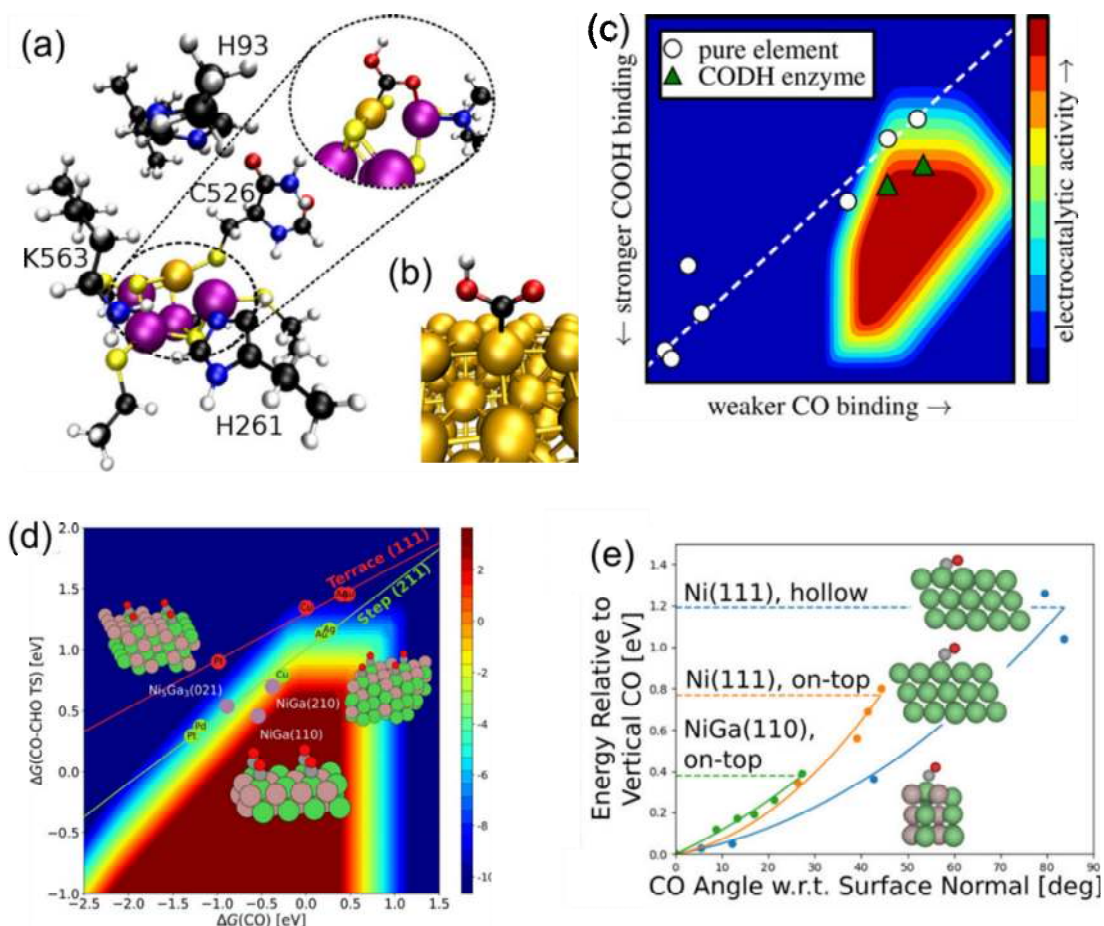 (a)
H93
C526
K563
H261
(b)
(c)
pure element
CODH enzyme
← stronger COOH binding
weaker CO binding →
electrocatalytic activity →
(d)
ΔG(CO-CHO TS) [eV]
2.0
1.5
1.0
0.5
0.0
−0.5
−1.0
Terrace (111)
Step (211)
Cu
Au
Pt
Ag
Au
Cu
Pd
Pt
Ni₅Ga₃(021)
NiGa(210)
NiGa(110)
−2.5 −2.0 −1.5 −1.0 −0.5 0.0 0.5 1.0 1.5
ΔG(CO) [eV]
2
0
−2
−4
−6
−8
−10
(e)
Energy Relative to
Vertical CO [eV]
1.4
1.2
1.0
0.8
0.6
0.4
0.2
0.0
Ni(111), hollow
Ni(111), on-top
NiGa(110),
on-top
0 10 20 30 40 50 60 70 80 90
CO Angle w.r.t. Surface Normal [deg]